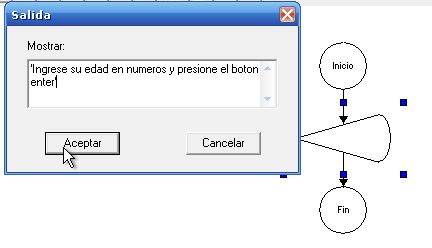 Salida
Mostrar:
'Ingrese su edad en numeros y presione el boton
enter'
Aceptar
Cancelar
Inicio
Fin